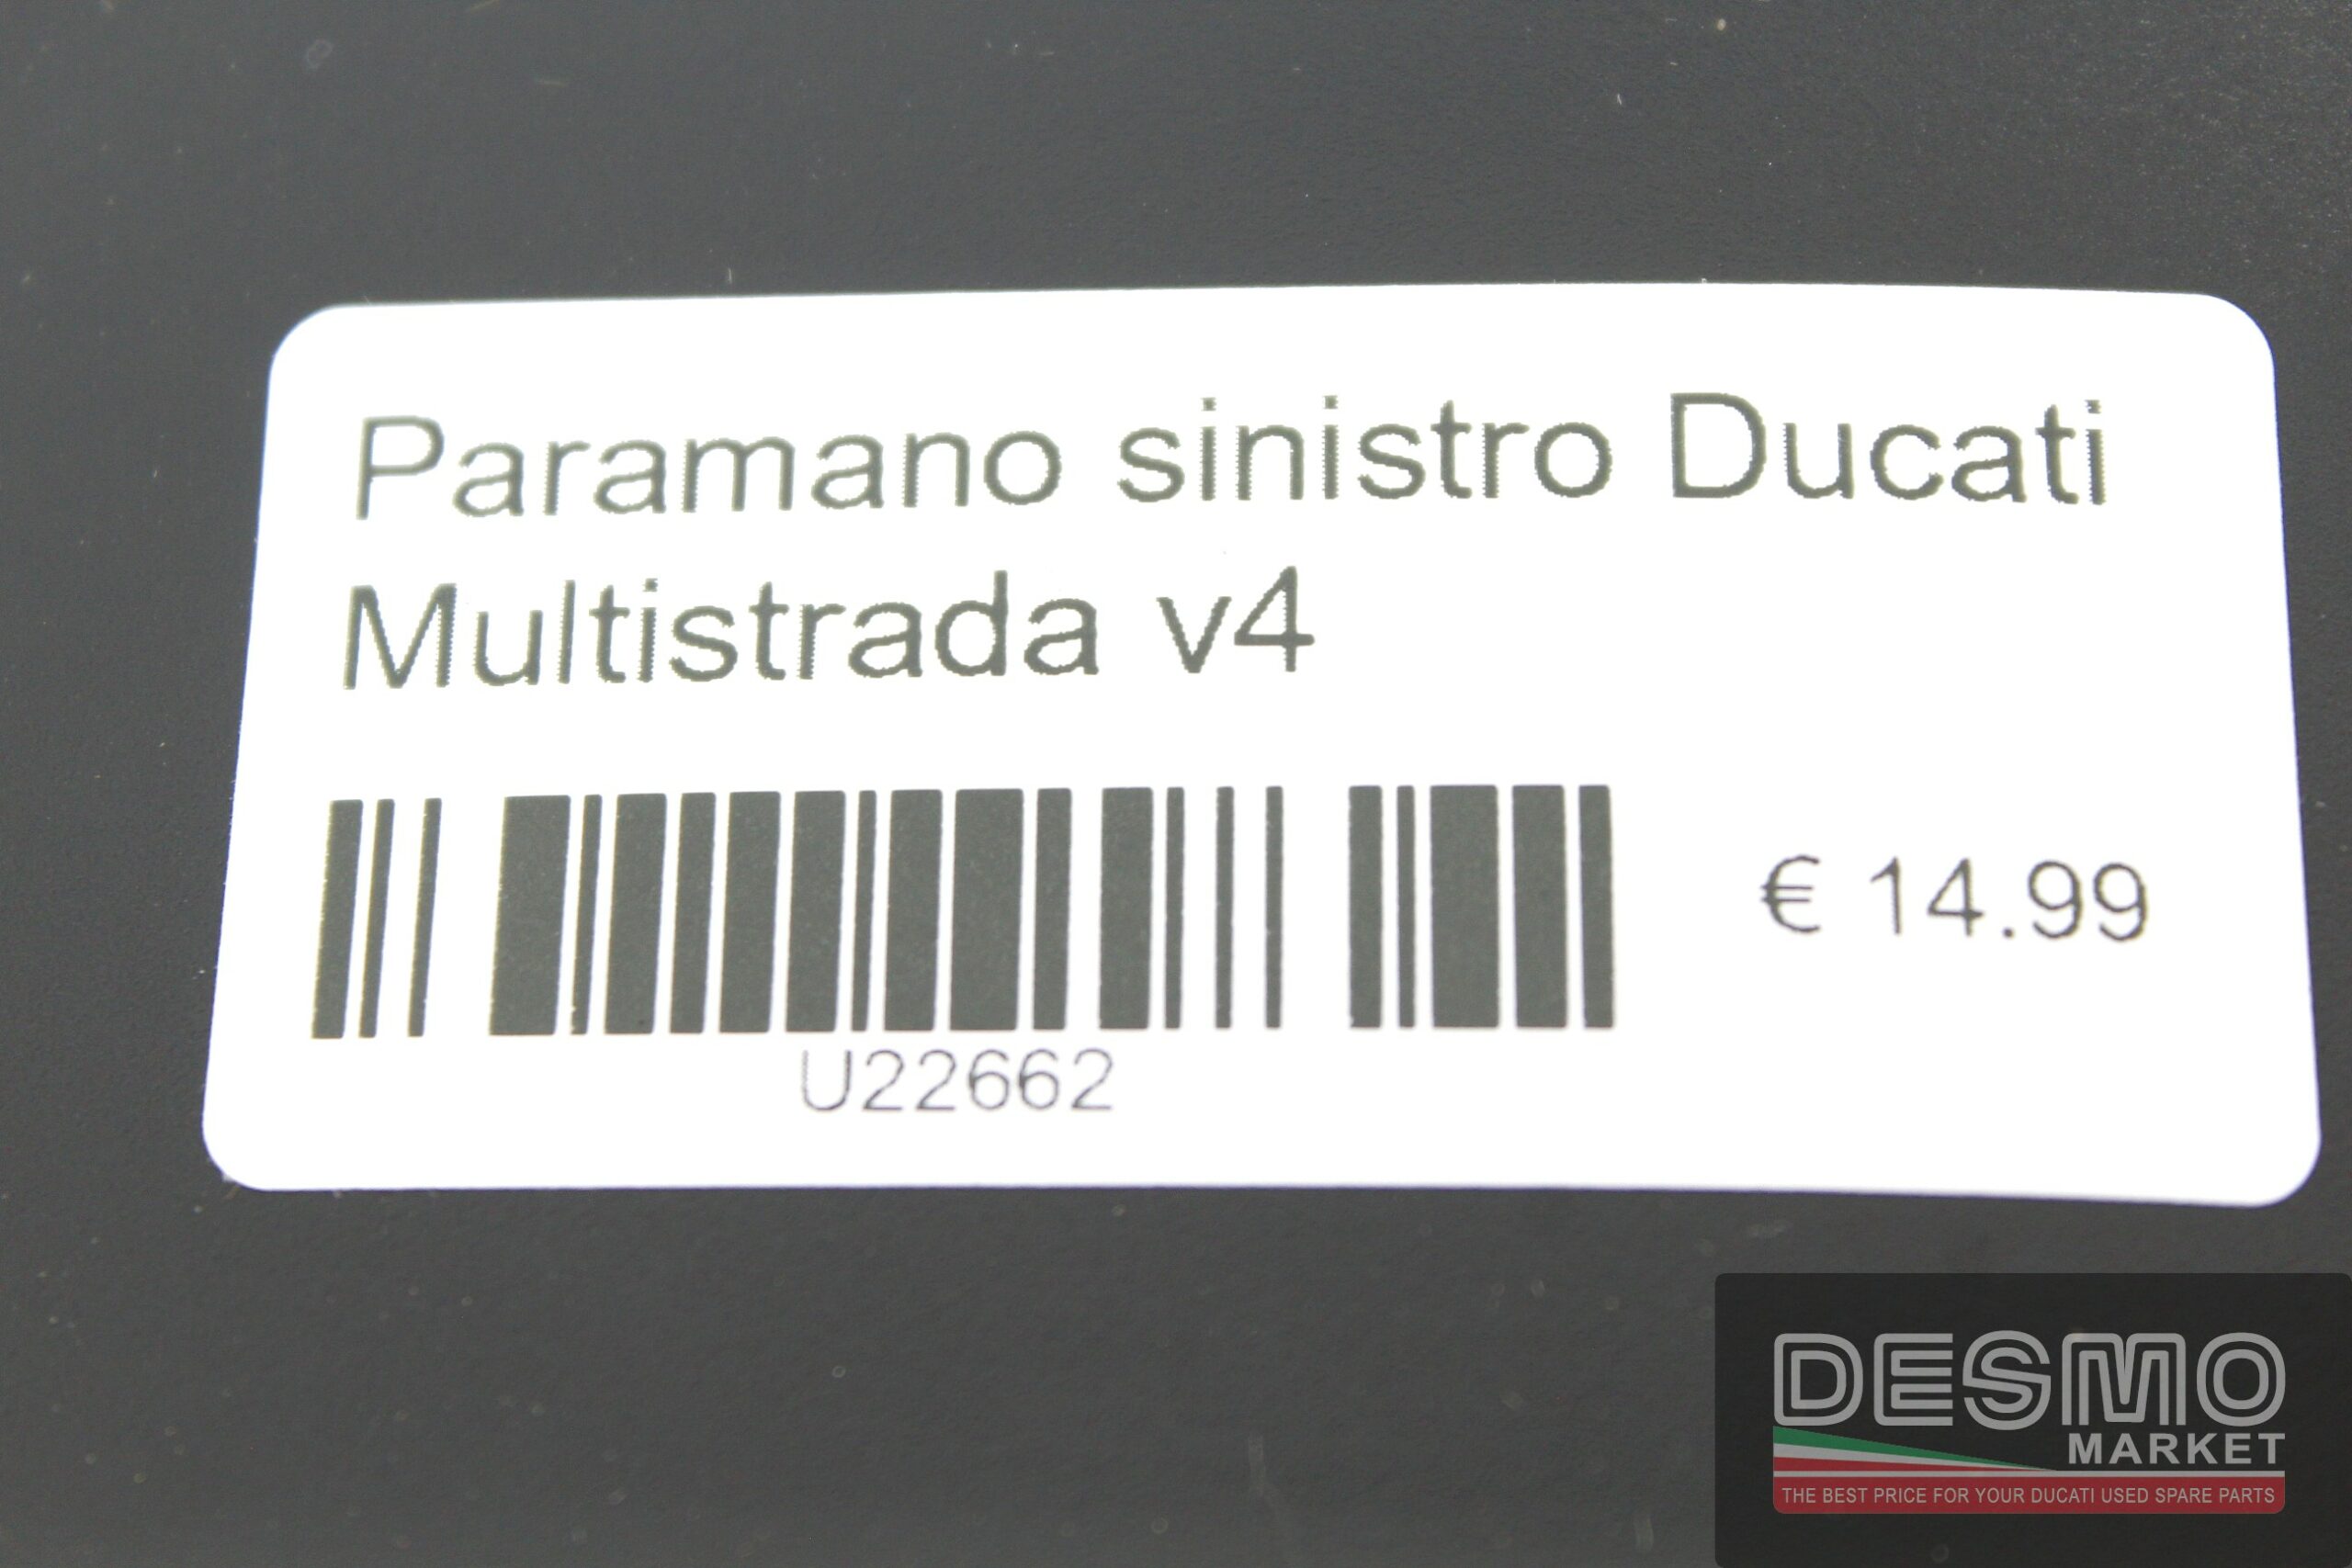 Paramano sinistro Ducati
Multistrada v4
€ 14.99
U22662
DESMO
MARKET
THE BEST PRICE FOR YOUR DUCATI USED SPARE PARTS